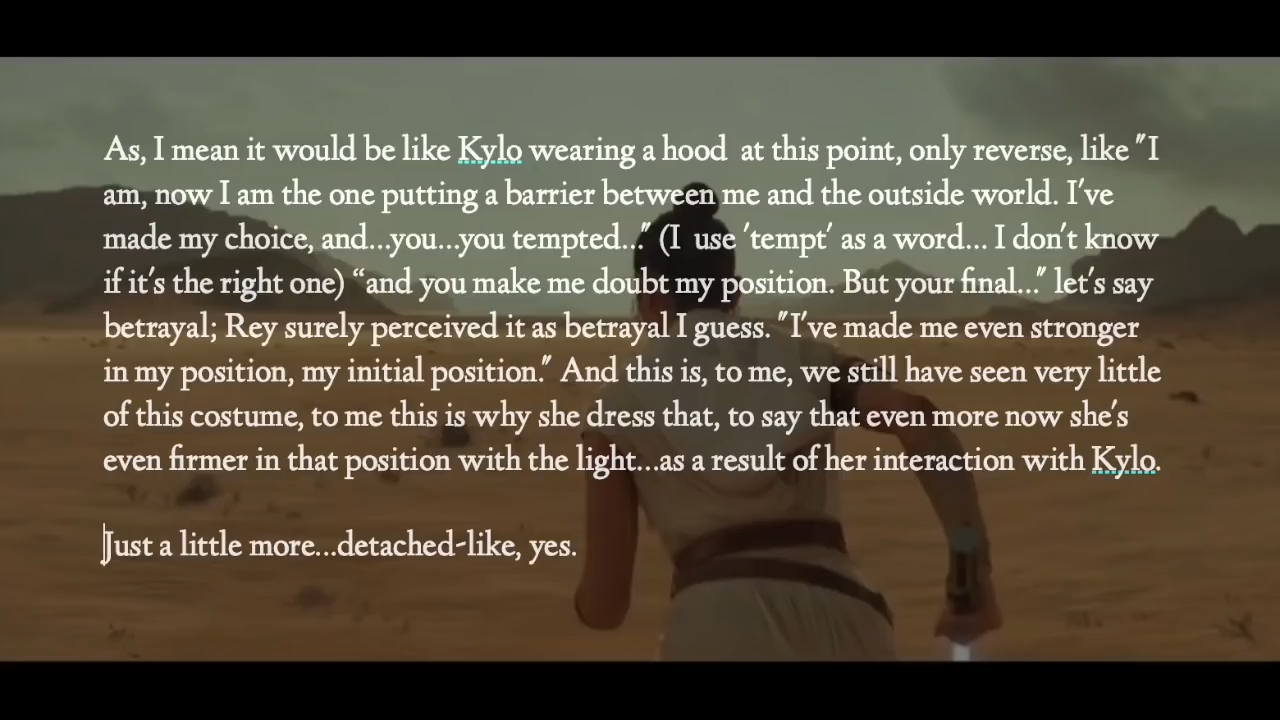 As, I mean it would be like Kylo wearing a hood at this point, only reverse, like "I
am, now I am the one putting a barrier between me and the outside world. I've
made my choice, and...you...you tempted..." (I use 'tempt' as a word... I don't know
if it's the right one) “and you make me doubt my position. But your final..." let's say
betrayal; Rey surely perceived it as betrayal I guess. "I've made me even stronger
in my position, my initial position." And this is, to me, we still have seen very little
of this costume, to me this is why she dress that, to say that even more now she's
even firmer in that position with the light...as a result of her interaction with Kylo.
Just a little more...detached-like, yes.